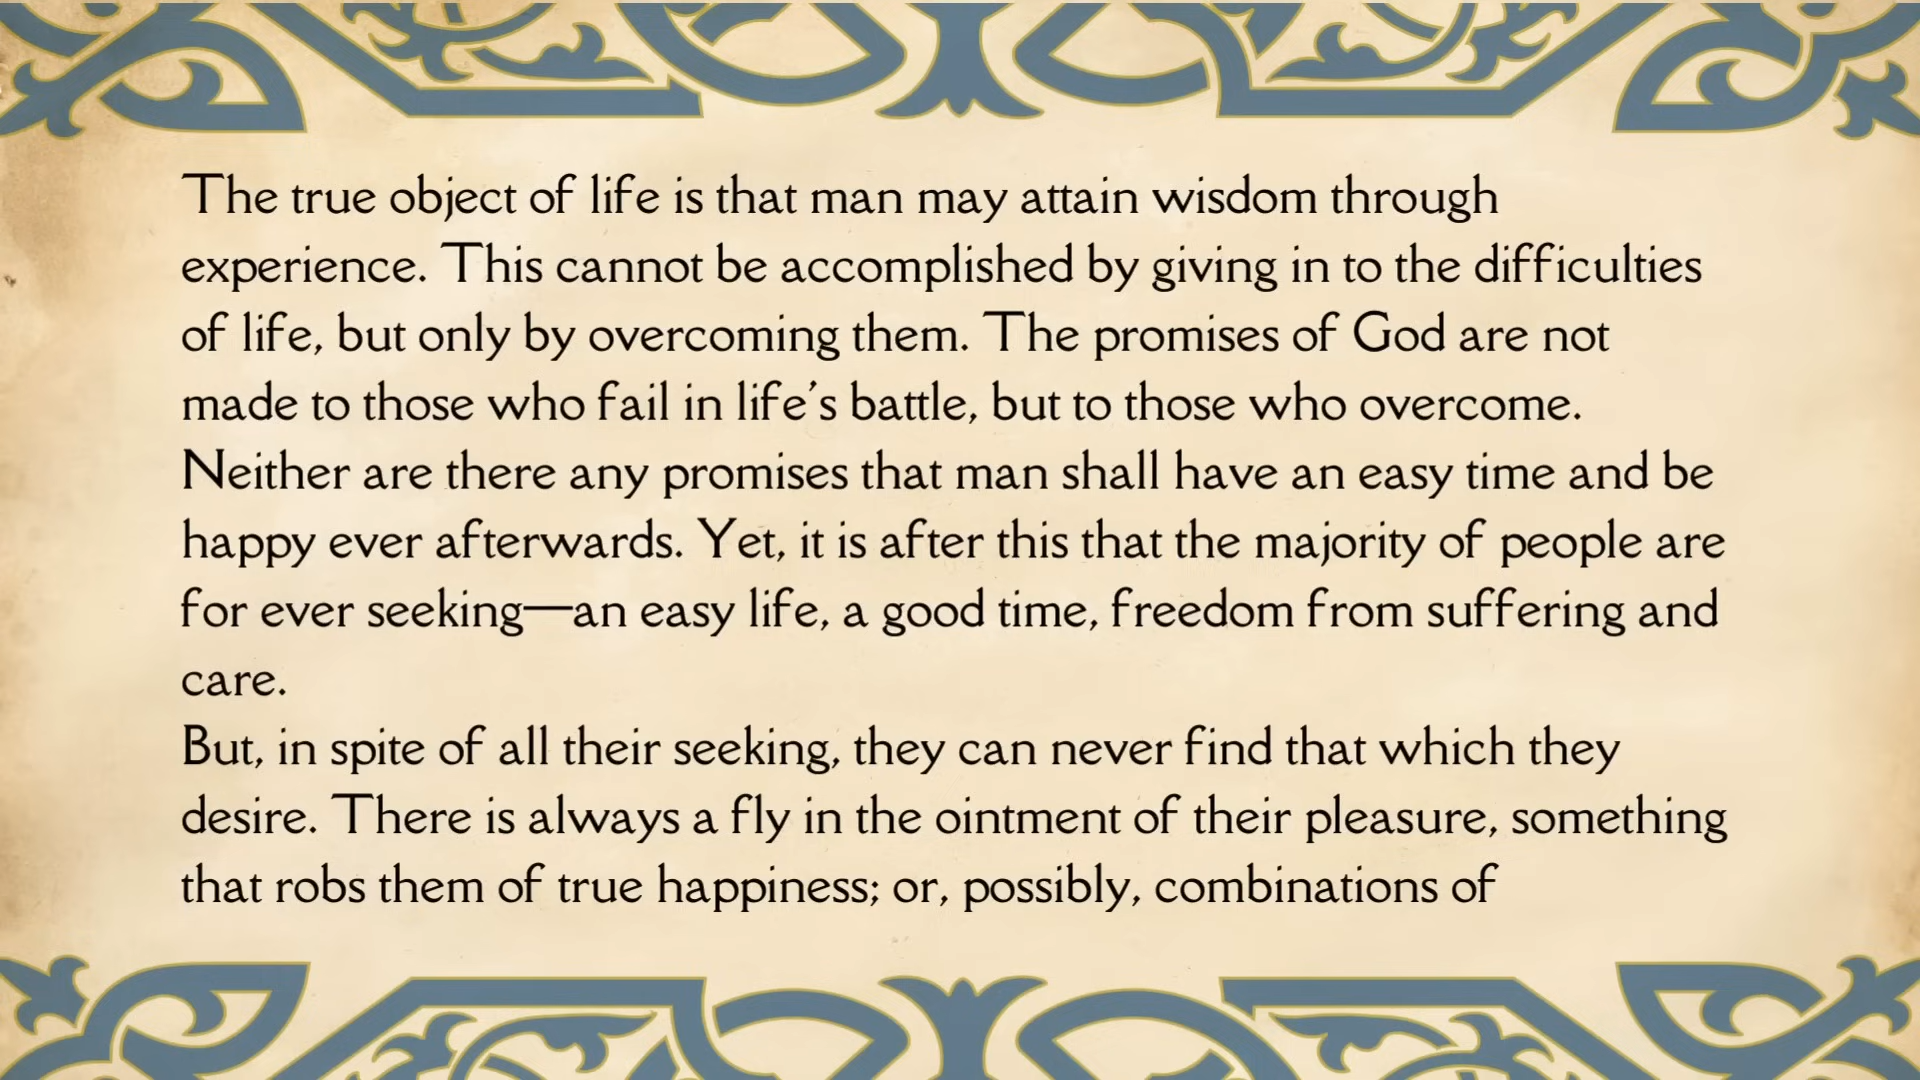 The true object of life is that man may attain wisdom through
experience. This cannot be accomplished by giving in to the difficulties
of life, but only by overcoming them. The promises of God are not
made to those who fail in life’s battle, but to those who overcome.
Neither are there any promises that man shall have an easy time and be
happy ever afterwards. Yet, it is after this that the majority of people are
for ever seeking—an easy life, a good time, freedom from suffering and
care.
But, in spite of all their seeking, they can never find that which they
desire. There is always a fly in the ointment of their pleasure, something
that robs them of true happiness; or, possibly, combinations of